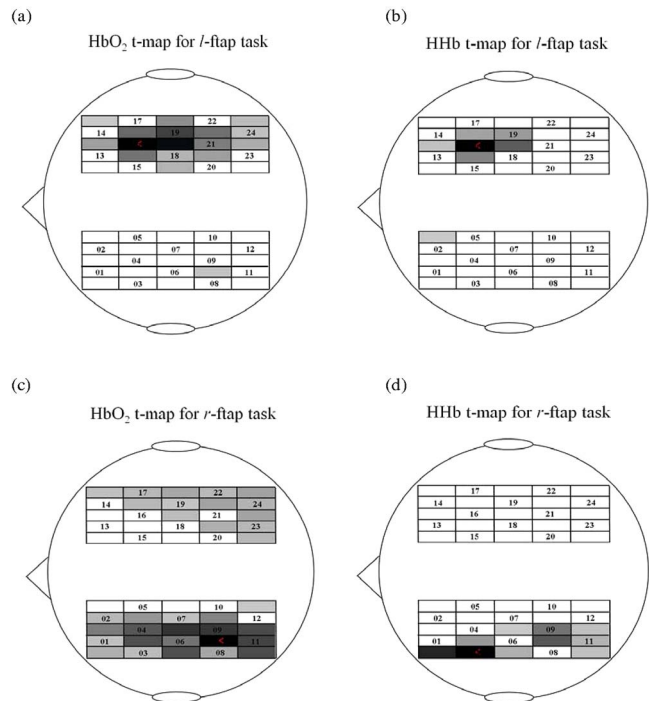 (a)
HbO₂ t-map for l-ftap task
17 22
14 19 24
21
13 18 23
15 20
05 10
02 07 12
04 09
01 06 11
03 08
(b)
HHb t-map for l-ftap task
17 22
14 19 24
21
13 18 23
15 20
05 10
02 07 12
04 09
01 06 11
03 08
(c)
HbO₂ t-map for r-ftap task
17 22
14 19 24
16 21
13 18 23
15 20
05 10
02 07 12
04 09
01 06 11
03 08
(d)
HHb t-map for r-ftap task
17 22
14 19 24
16 21
13 18 23
15 20
05 10
02 07 12
04 09
01 06 11
08